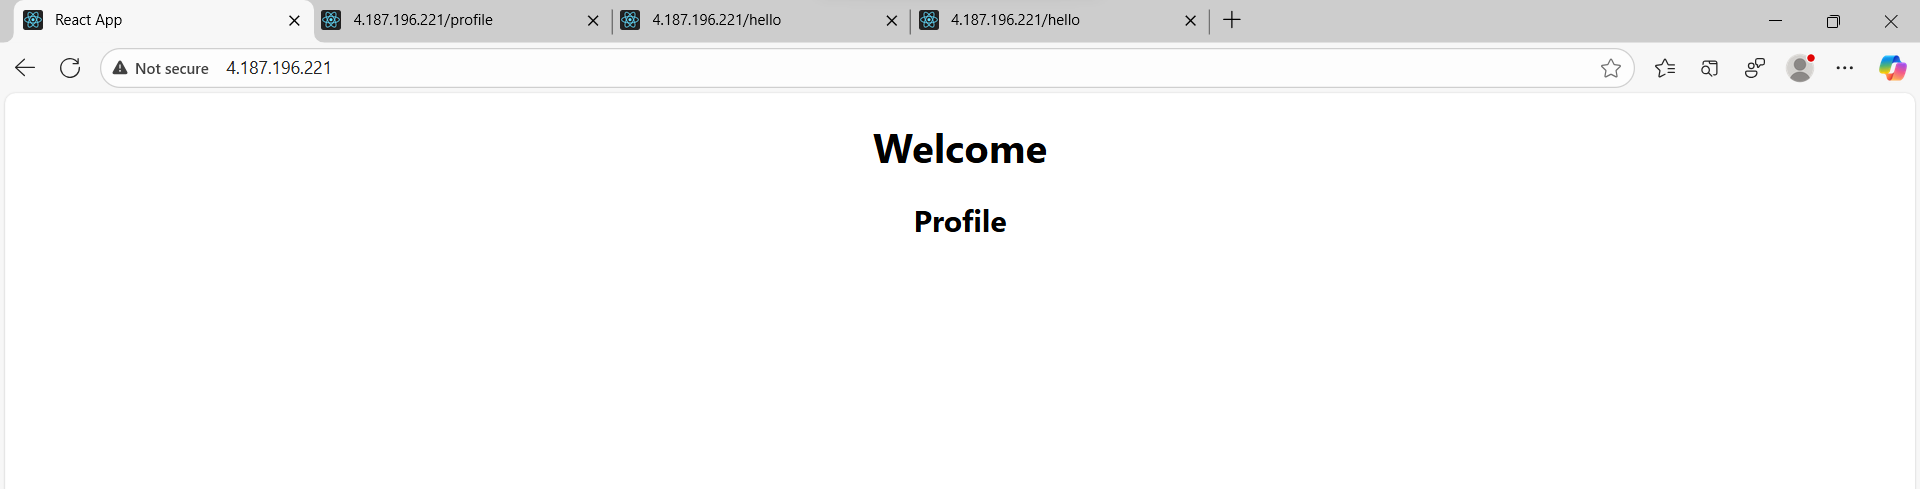 React App
4.187.196.221/profile
4.187.196.221/hello
4.187.196.221/hello
Not secure 4.187.196.221
Welcome
Profile